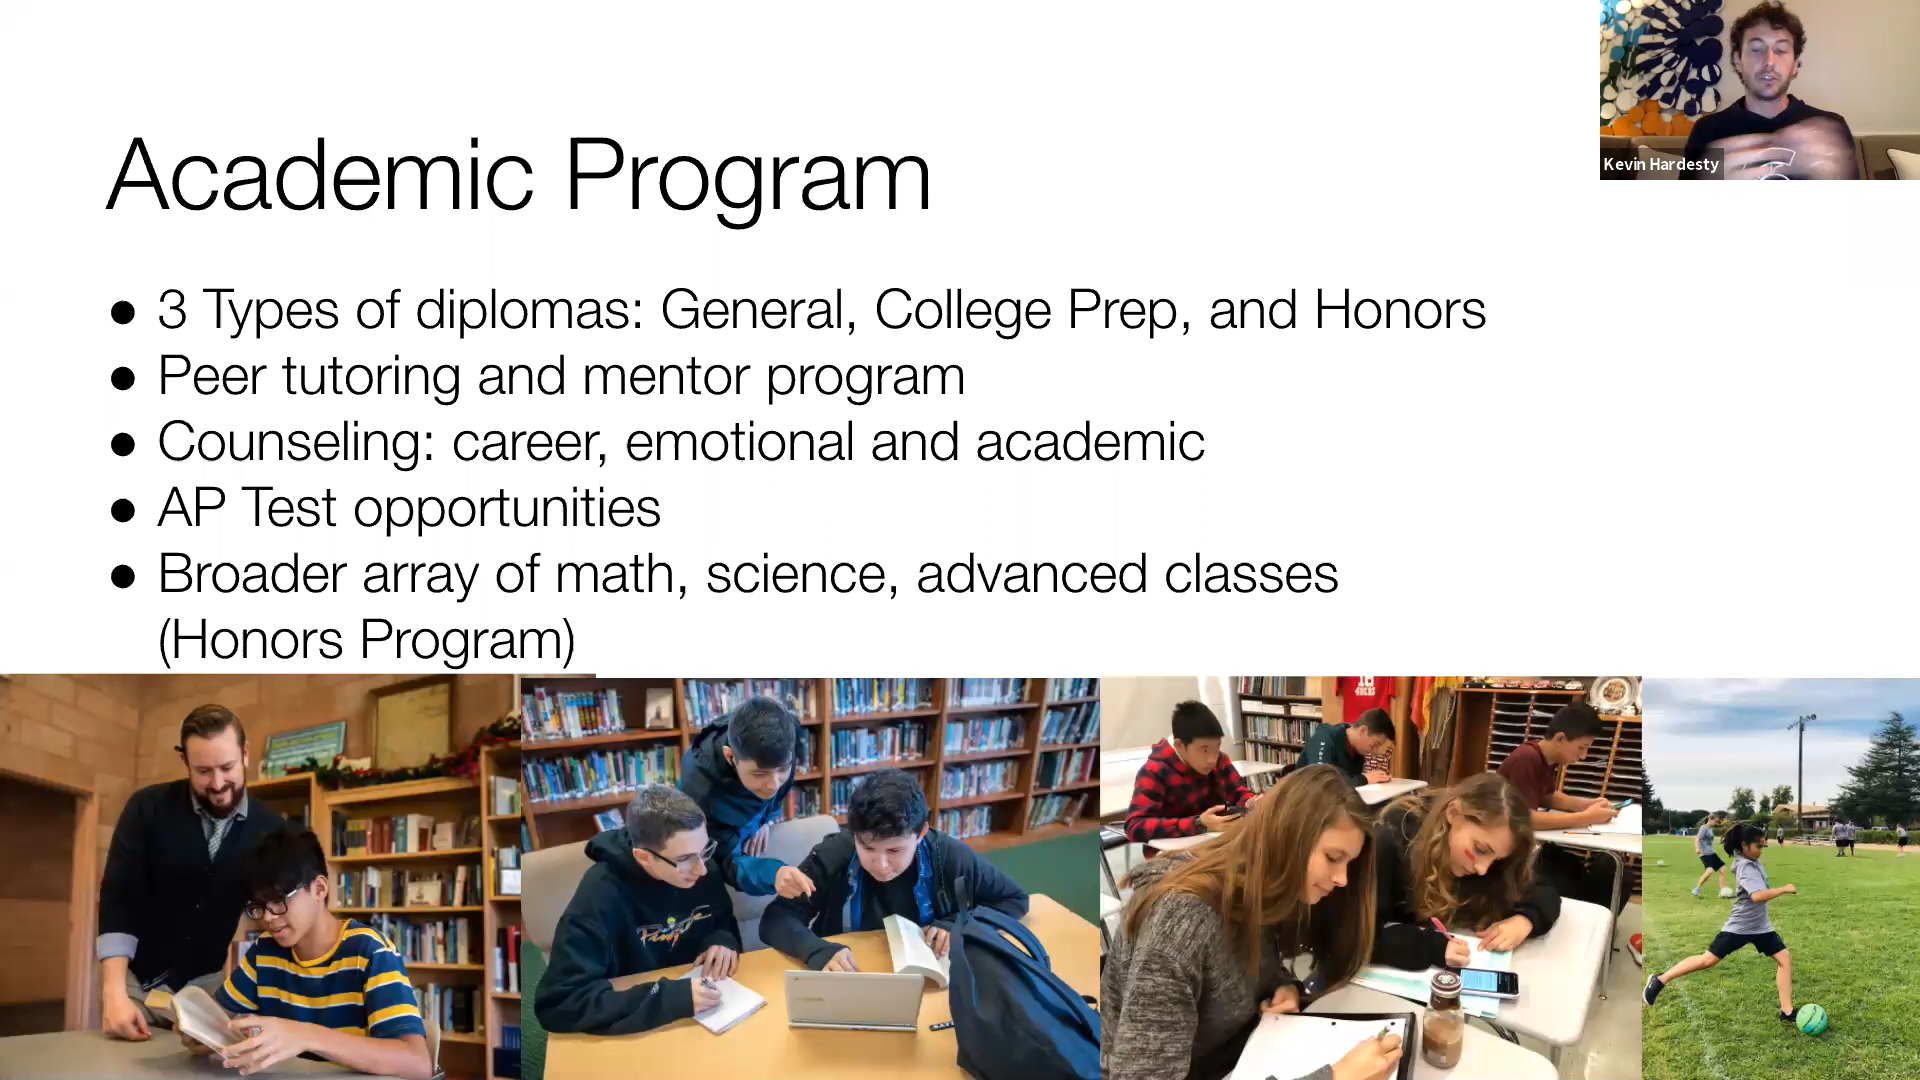 Kevin Hardesty
Academic Program
● 3 Types of diplomas: General, College Prep, and Honors
● Peer tutoring and mentor program
● Counseling: career, emotional and academic
● AP Test opportunities
● Broader array of math, science, advanced classes
(Honors Program)